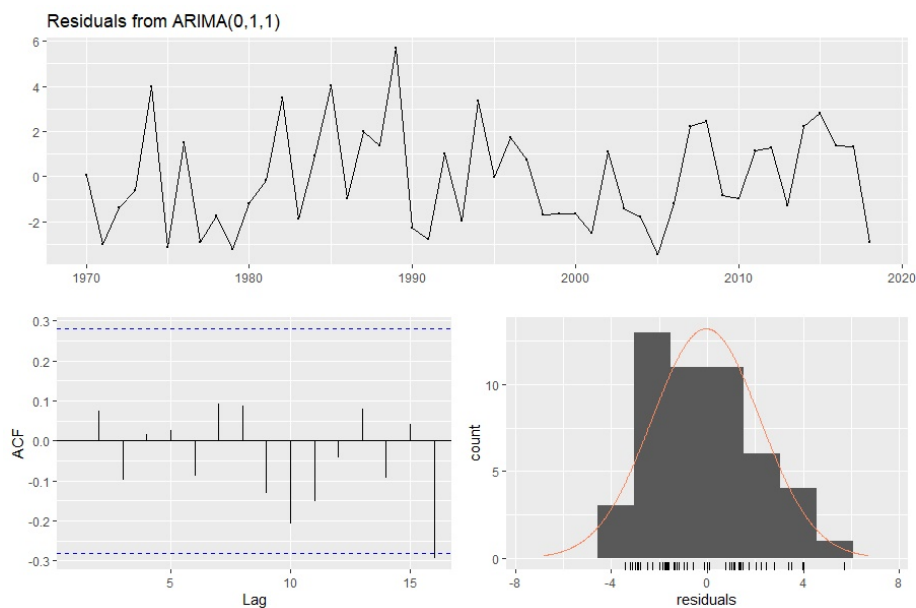 Residuals from ARIMA(0,1,1)
6
4
2
0
-2
1970 1980 1990 2000 2010 2020
0.3
0.2
0.1
0.0
-0.1
-0.2
-0.3
ACF
5 10 15
Lag
10
5
0
count
-8 -4 0 4 8
residuals